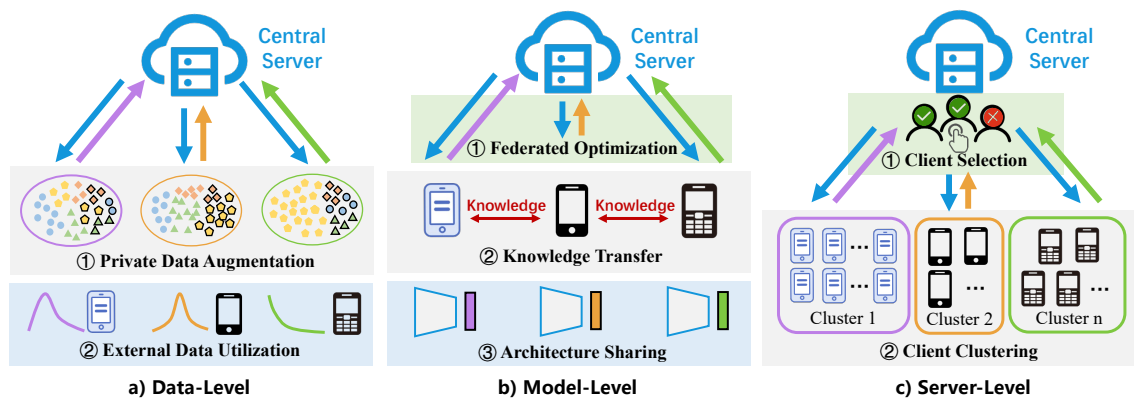 Central
Server
① Private Data Augmentation
② External Data Utilization
a) Data-Level
Central
Server
① Federated Optimization
Knowledge
Knowledge
② Knowledge Transfer
③ Architecture Sharing
b) Model-Level
Central
Server
① Client Selection
...
...
...
...
...
...
Cluster 1
Cluster 2
Cluster n
② Client Clustering
c) Server-Level